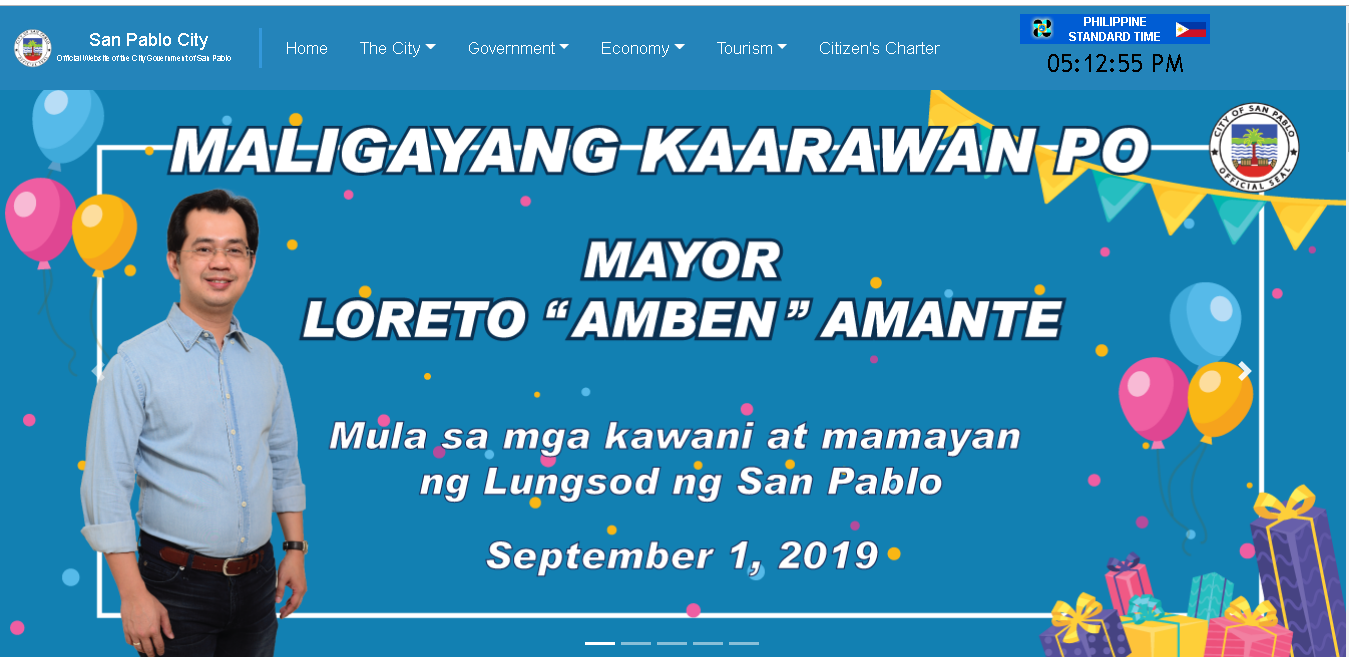 San Pablo City
Official Website of the City Government of San Pablo
Home
The City
Government
Economy
Tourism
Citizen's Charter
PHILIPPINE
STANDARD TIME
05:12:55 PM
MALIGAYANG KAARAWAN PO
CITY OF SAN PABLO
OFFICIAL SEAL
MAYOR
LORETO “AMBEN” AMANTE
Mula sa mga kawani at mamayan
ng Lungsod ng San Pablo
September 1, 2019